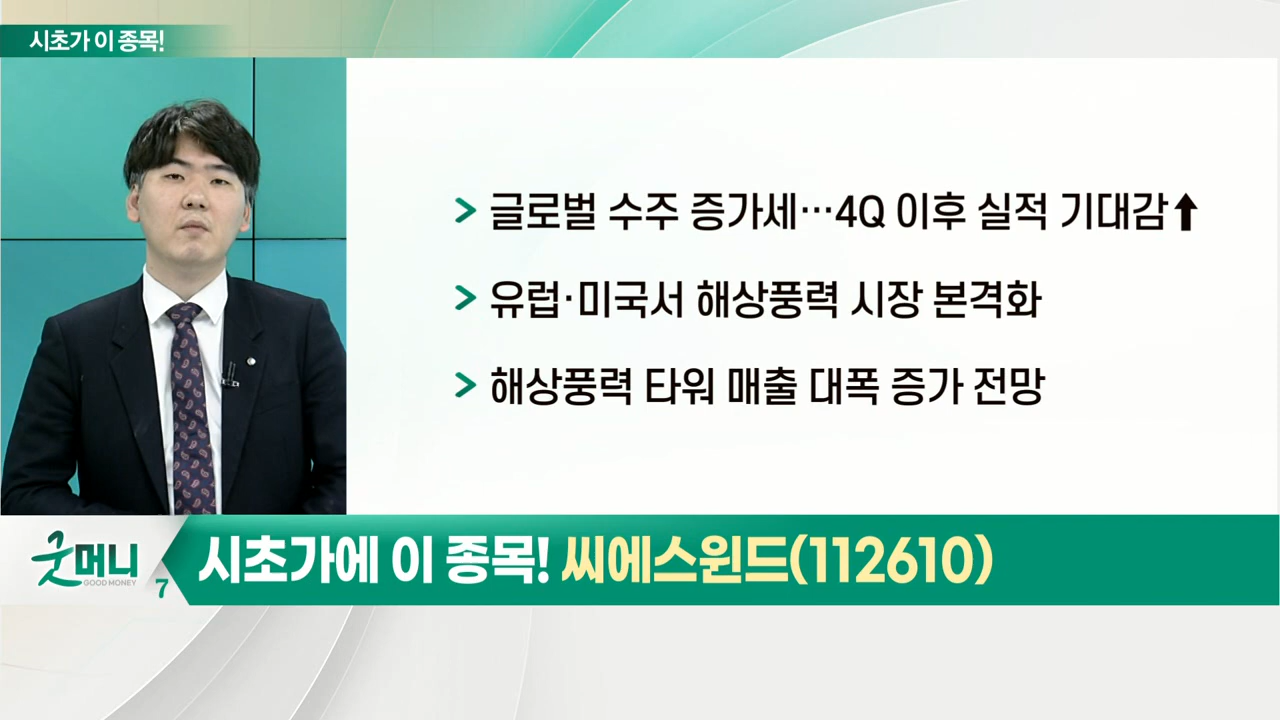 시초가 이 종목!
> 글로벌 수주 증가세…4Q 이후 실적 기대감⬆
> 유럽·미국서 해상풍력 시장 본격화
> 해상풍력 타워 매출 대폭 증가 전망
굿머니
GOOD MONEY
7
시초가에 이 종목! 씨에스윈드(112610)